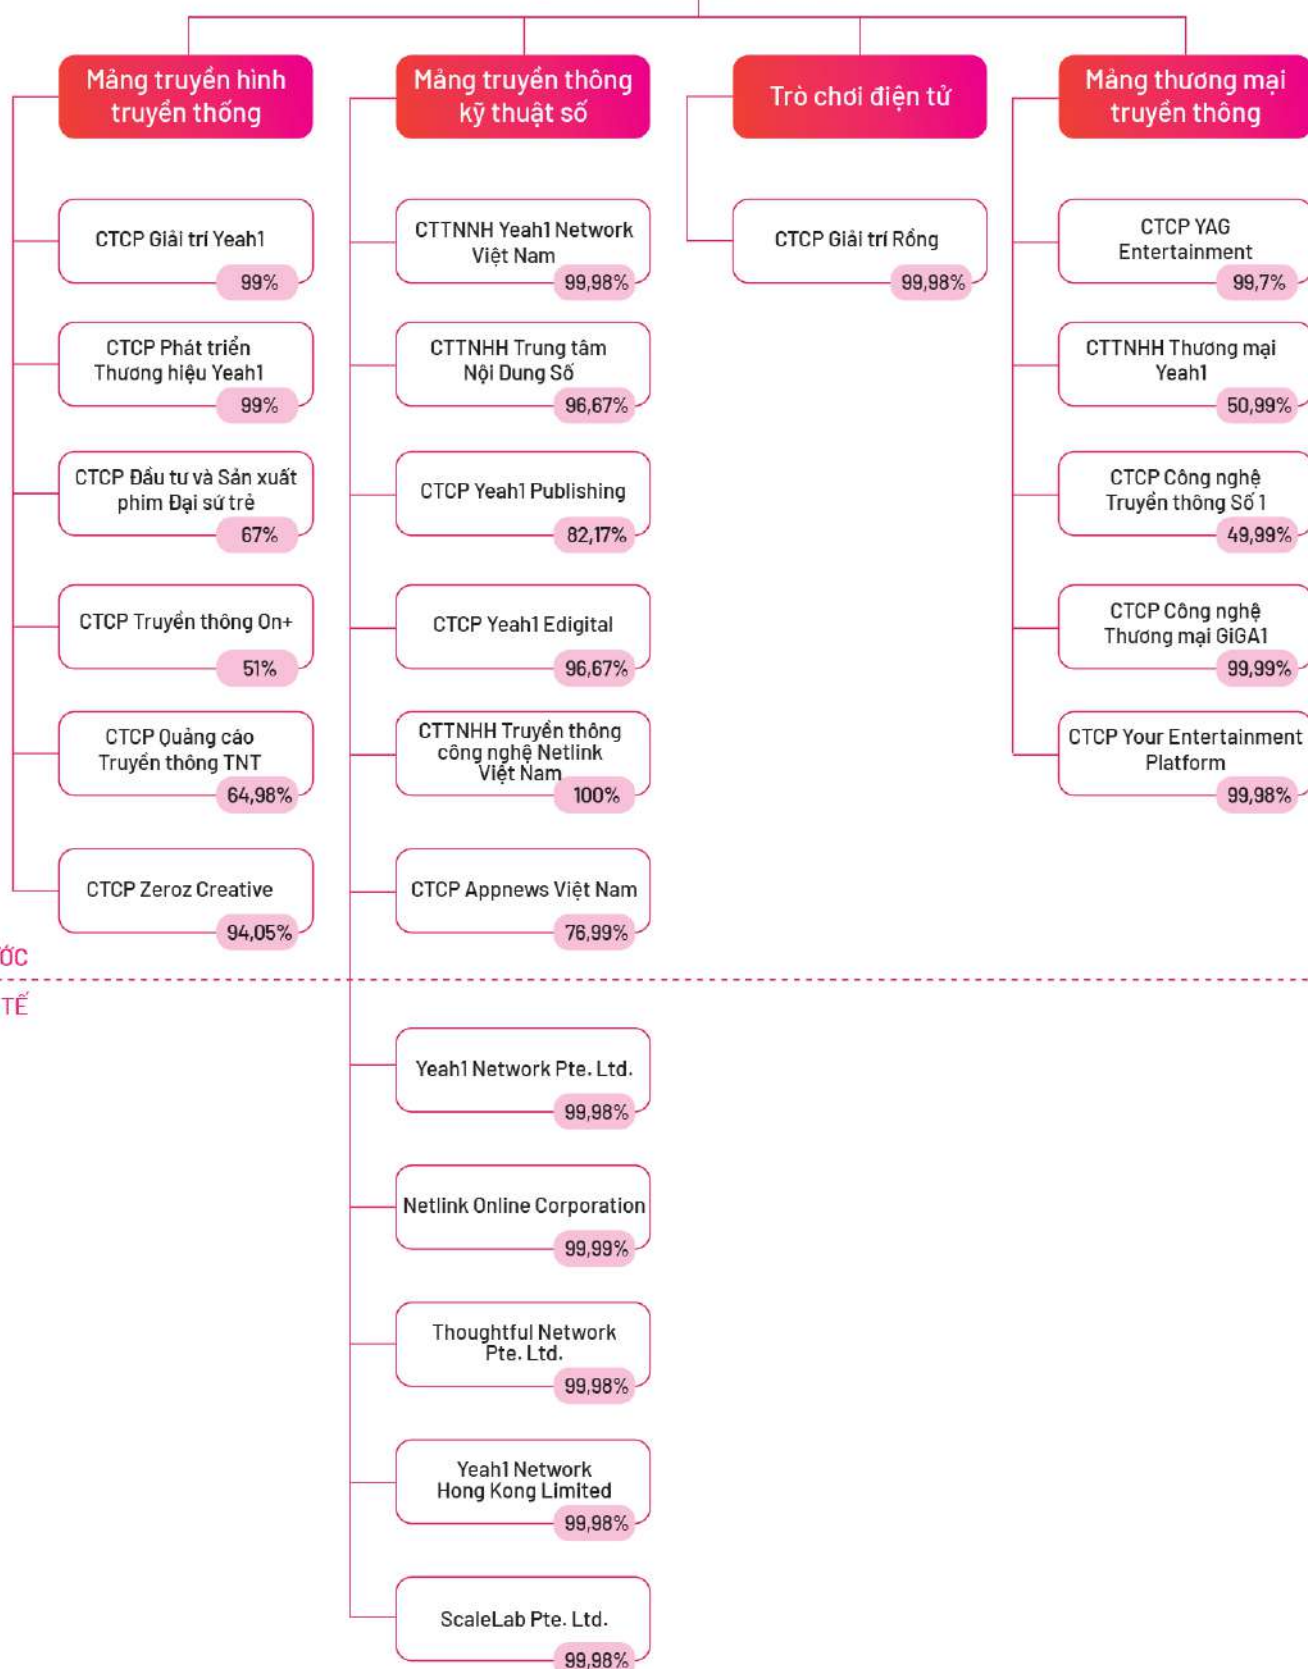 Mảng truyền hình
truyền thống
CTCP Giải trí Yeah1
99%
CTCP Phát triển
Thương hiệu Yeah1
99%
CTCP Đầu tư và Sản xuất
phim Đại sứ trẻ
67%
CTCP Truyền thông On+
51%
CTCP Quảng cáo
Truyền thông TNT
64,98%
CTCP Zeroz Creative
94,05%
Mảng truyền thông
kỹ thuật số
CTTNNH Yeah1 Network
Việt Nam
99,98%
CTTNHH Trung tâm
Nội Dung Số
96,67%
CTCP Yeah1 Publishing
82,17%
CTCP Yeah1 Edigital
96,67%
CTTNHH Truyền thông
công nghệ Netlink
Việt Nam
100%
CTCP Appnews Việt Nam
76,99%
Trò chơi điện tử
CTCP Giải trí Rồng
99,98%
Mảng thương mại
truyền thông
CTCP YAG
Entertainment
99,7%
CTTNHH Thương mại
Yeah1
50,99%
CTCP Công nghệ
Truyền thông Số 1
49,99%
CTCP Công nghệ
Thương mại GiGA1
99,99%
CTCP Your Entertainment
Platform
99,98%
TẾ
Yeah1 Network Pte. Ltd.
99,98%
Netlink Online Corporation
99,99%
Thoughtful Network
Pte. Ltd.
99,98%
Yeah1 Network
Hong Kong Limited
99,98%
ScaleLab Pte. Ltd.
99,98%